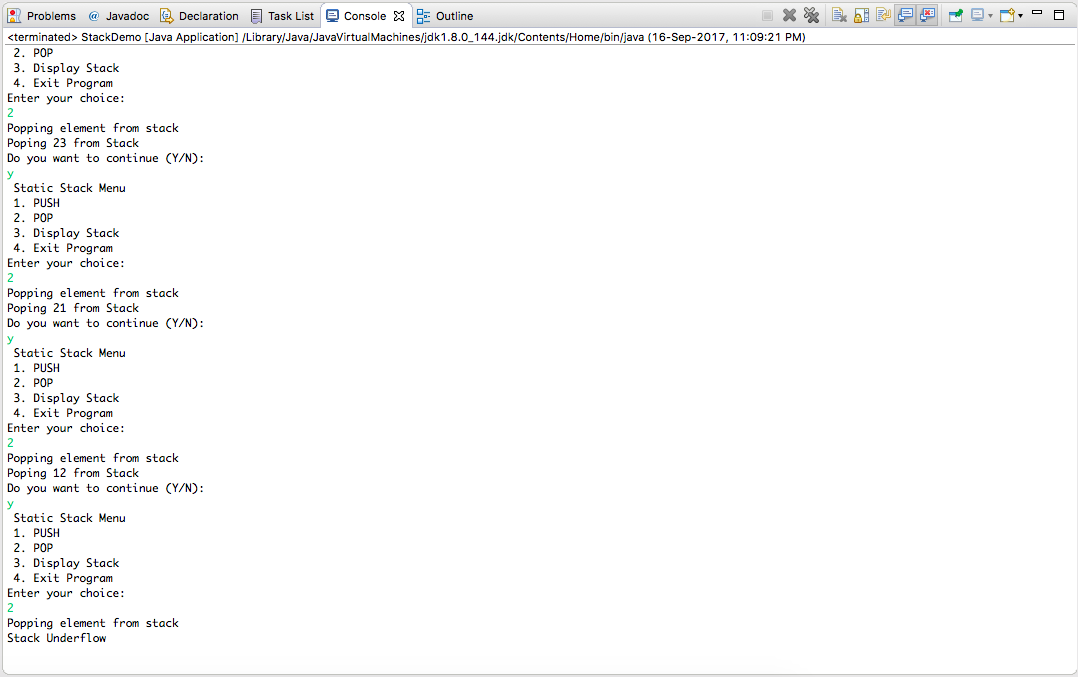 Problems @ Javadoc Declaration Task List Console Outline
<terminated> StackDemo [Java Application] /Library/Java/JavaVirtualMachines/jdk1.8.0_144.jdk/Contents/Home/bin/java (16-Sep-2017, 11:09:21 PM)
2. POP
3. Display Stack
4. Exit Program
Enter your choice:
2
Popping element from stack
Poping 23 from Stack
Do you want to continue (Y/N):
y
Static Stack Menu
1. PUSH
2. POP
3. Display Stack
4. Exit Program
Enter your choice:
2
Popping element from stack
Poping 21 from Stack
Do you want to continue (Y/N):
y
Static Stack Menu
1. PUSH
2. POP
3. Display Stack
4. Exit Program
Enter your choice:
2
Popping element from stack
Poping 12 from Stack
Do you want to continue (Y/N):
y
Static Stack Menu
1. PUSH
2. POP
3. Display Stack
4. Exit Program
Enter your choice:
2
Popping element from stack
Stack Underflow